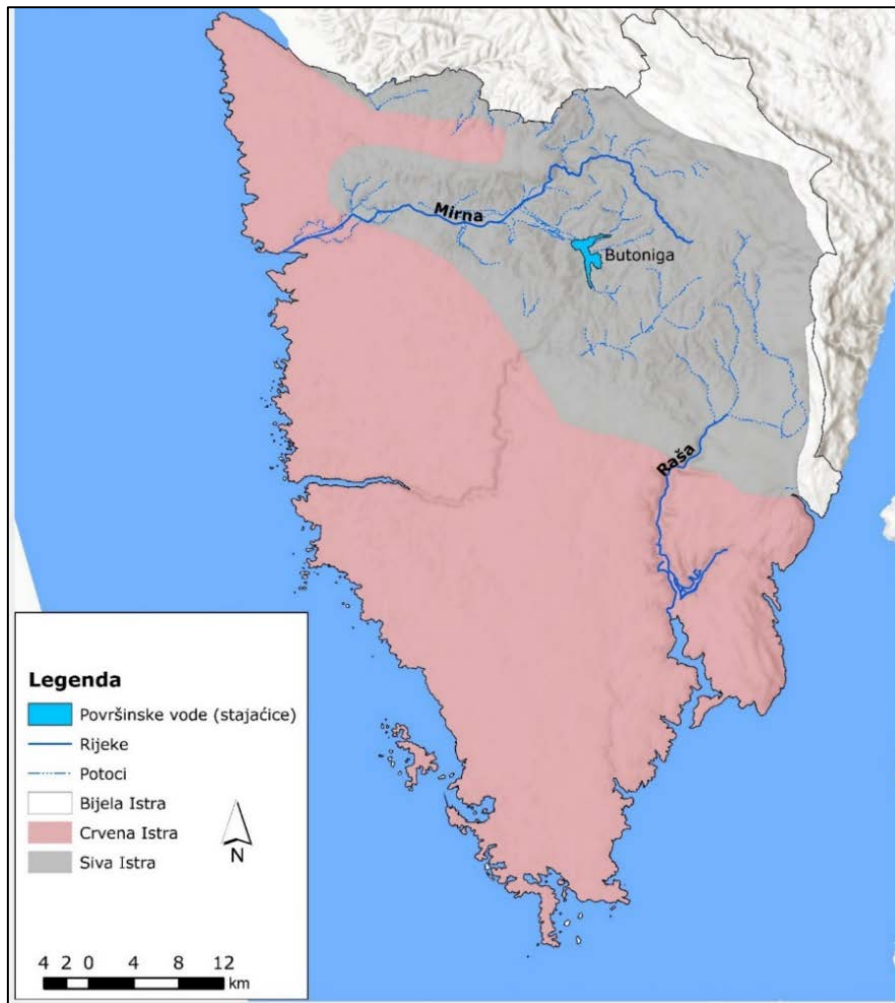 Mirna
Butoniga
Raša
Legenda
Površinske vode (stajaćice)
Rijeke
Potoci
Bijela Istra
Crvena Istra
Siva Istra
N
4 2 0 4 8 12
km